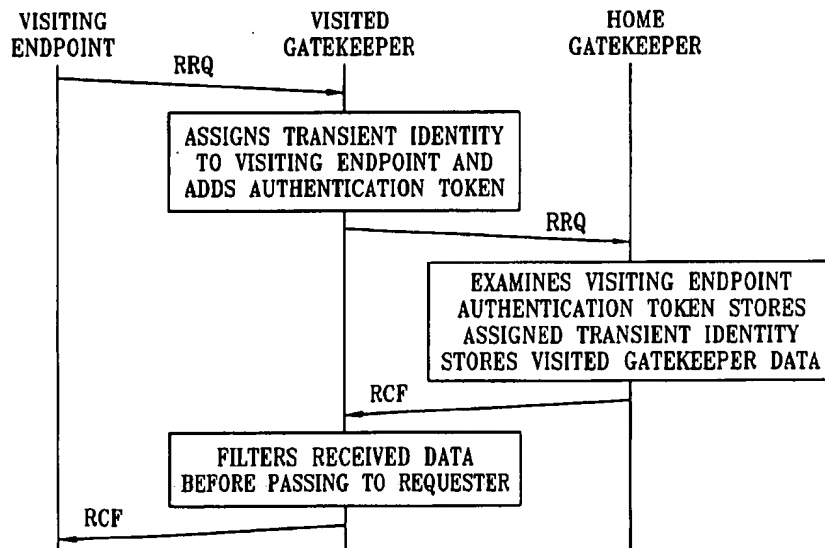 VISITING
ENDPOINT
VISITED
GATEKEEPER
HOME
GATEKEEPER
RRQ
ASSIGNS TRANSIENT IDENTITY
TO VISITING ENDPOINT AND
ADDS AUTHENTICATION TOKEN
RRQ
EXAMINES VISITING ENDPOINT
AUTHENTICATION TOKEN STORES
ASSIGNED TRANSIENT IDENTITY
STORES VISITED GATEKEEPER DATA
RCF
FILTERS RECEIVED DATA
BEFORE PASSING TO REQUESTER
RCF